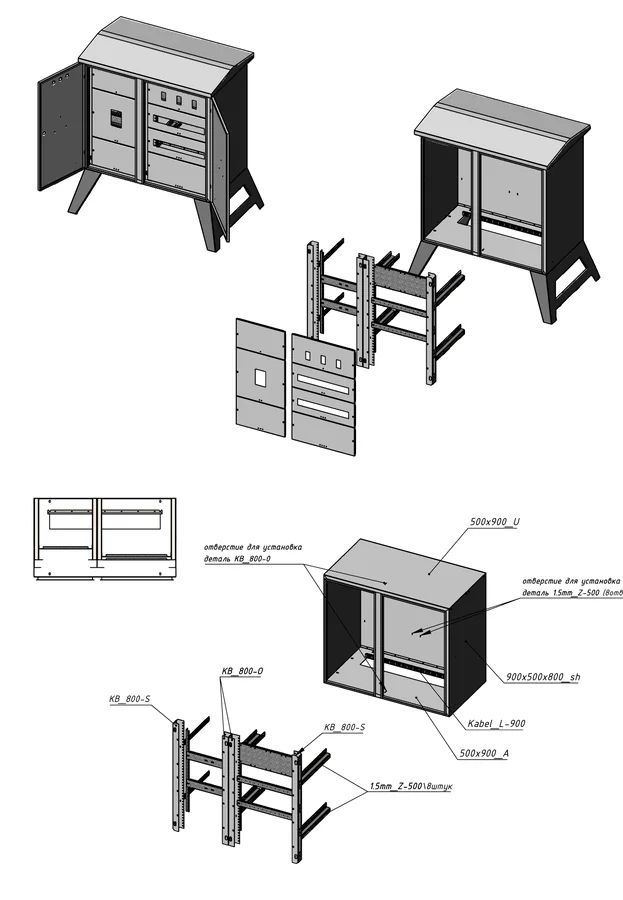 500x900_U
отверстие для установка
деталь KB_800-0
отверстие для установка
деталь 1.5mm_Z-500 (8отв
900x500x800_sh
KB_800-0
KB_800-S
Kabel_L-900
KB_800-S
500x900_A
1.5mm_Z-500\8штук